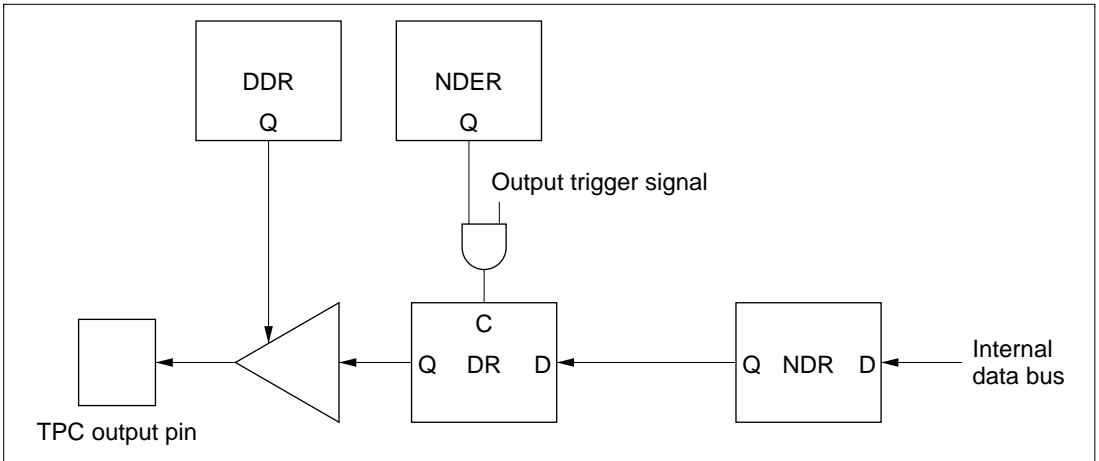 DDR
Q
NDER
Q
Output trigger signal
C
Q DR D
Q NDR D
Internal
data bus
TPC output pin